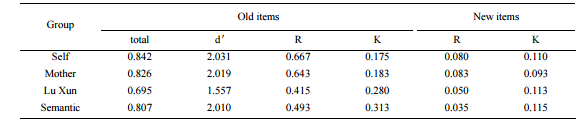 Group Old items New items
total d′ R K R K
Self 0.842 2.031 0.667 0.175 0.080 0.110
Mother 0.826 2.019 0.643 0.183 0.083 0.093
Lu Xun 0.695 1.557 0.415 0.280 0.050 0.113
Semantic 0.807 2.010 0.493 0.313 0.035 0.115